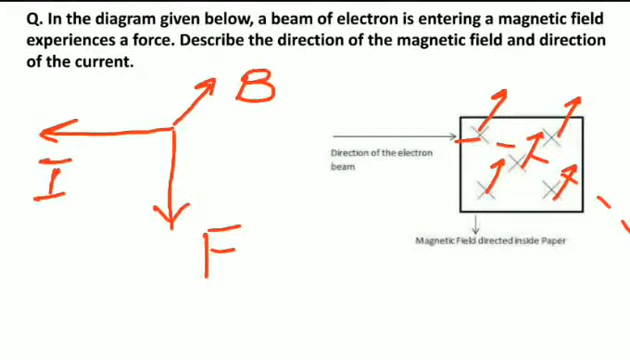 Q. In the diagram given below, a beam of electron is entering a magnetic field
experiences a force. Describe the direction of the magnetic field and direction
of the current.
B
I
F
Direction of the electron
beam
Magnetic Field directed inside Paper